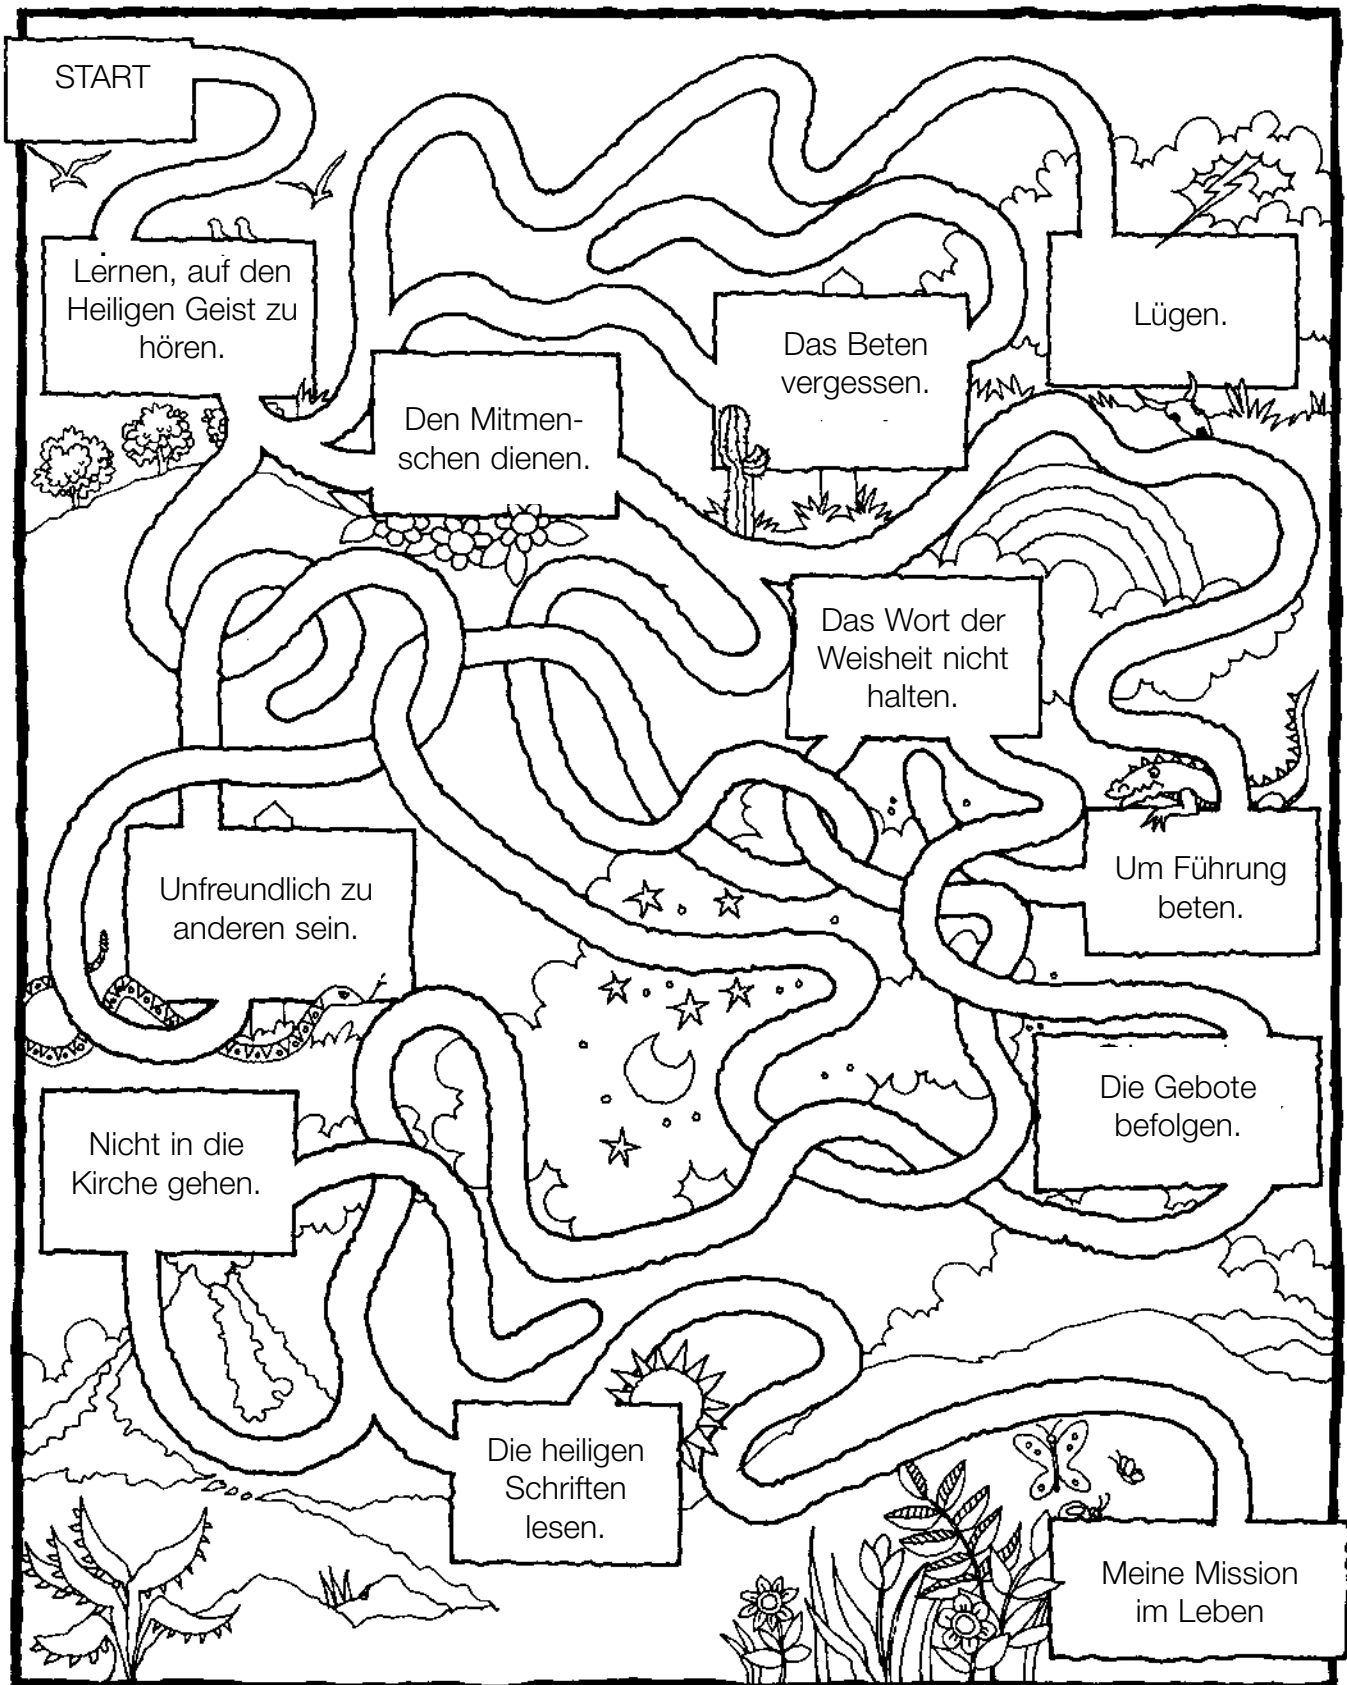 START
Lernen, auf den
Heiligen Geist zu
hören.
Lügen.
Das Beten
vergessen.
Den Mitmen-
schen dienen.
Das Wort der
Weisheit nicht
halten.
Um Führung
beten.
Unfreundlich zu
anderen sein.
Die Gebote
befolgen.
Nicht in die
Kirche gehen.
Die heiligen
Schriften
lesen.
Meine Mission
im Leben